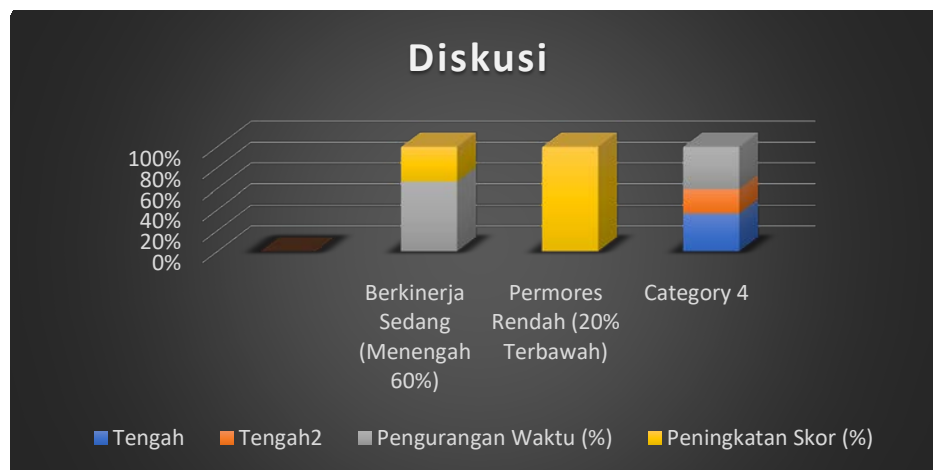 Diskusi
100%
80%
60%
40%
20%
0%
Berkinerja
Sedang
(Menengah
60%)
Permores
Rendah (20%
Terbawah)
Category 4
Tengah
Tengah2
Pengurangan Waktu (%)
Peningkatan Skor (%)